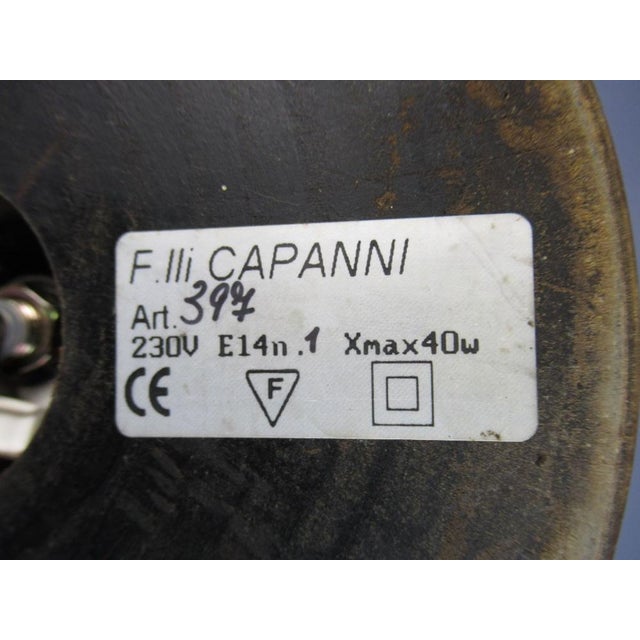 F.lli CAPANNI
Art. 397
230V E14n.1 Xmax40w
CE F